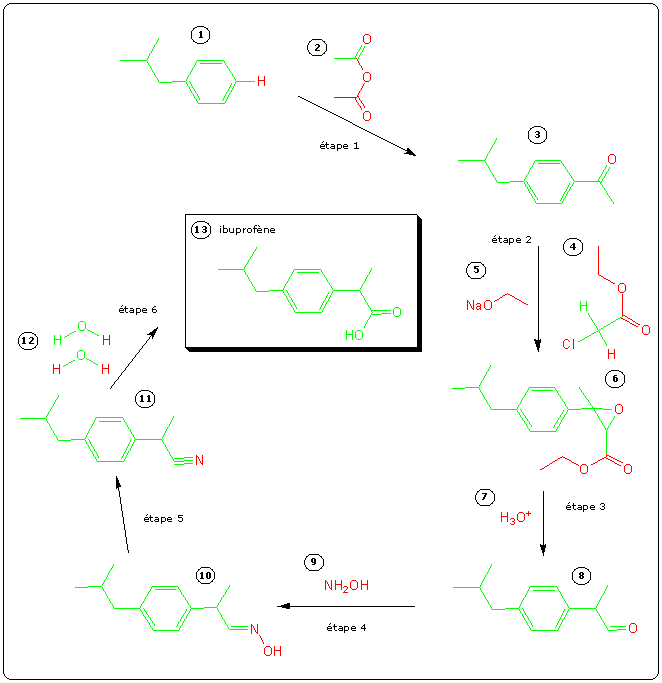 1
2
O
H
O
O
étape 1
3
O
13 ibuprofène
étape 2
4
5
O
étape 6
NaO
H
O
12
H O H
Cl
H
O
HO
H O H
11
6
O
N
O
O
7
H₃O⁺
étape 3
étape 5
9
10
8
NH₂OH
N
O
étape 4
OH